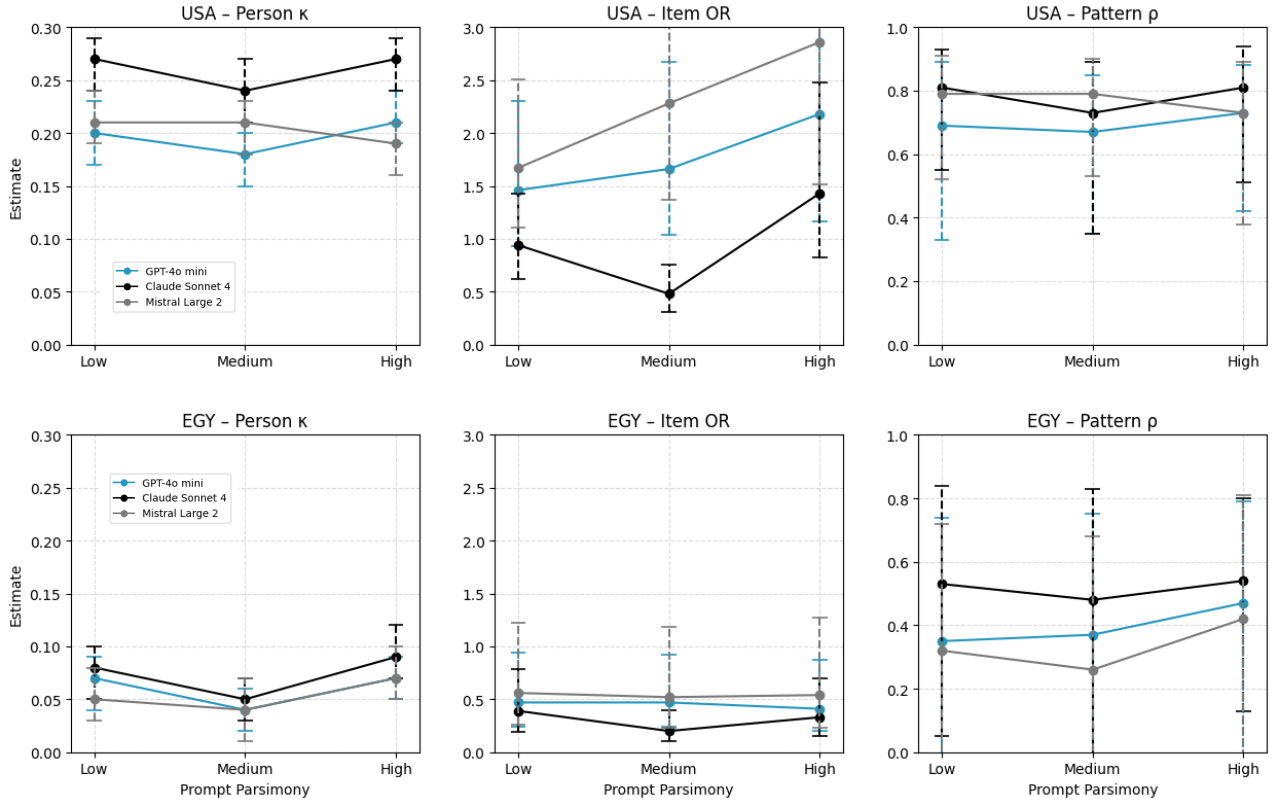 USA – Person κ
0.30
0.25
0.20
0.15
0.10
0.05
0.00
Estimate
GPT-4o mini
Claude Sonnet 4
Mistral Large 2
Low Medium High
USA – Item OR
3.0
2.5
2.0
1.5
1.0
0.5
0.0
Low Medium High
USA – Pattern ρ
1.0
0.8
0.6
0.4
0.2
0.0
Low Medium High
EGY – Person κ
0.30
0.25
0.20
0.15
0.10
0.05
0.00
Estimate
GPT-4o mini
Claude Sonnet 4
Mistral Large 2
Low Medium High
Prompt Parsimony
EGY – Item OR
3.0
2.5
2.0
1.5
1.0
0.5
0.0
Low Medium High
Prompt Parsimony
EGY – Pattern ρ
1.0
0.8
0.6
0.4
0.2
0.0
Low Medium High
Prompt Parsimony